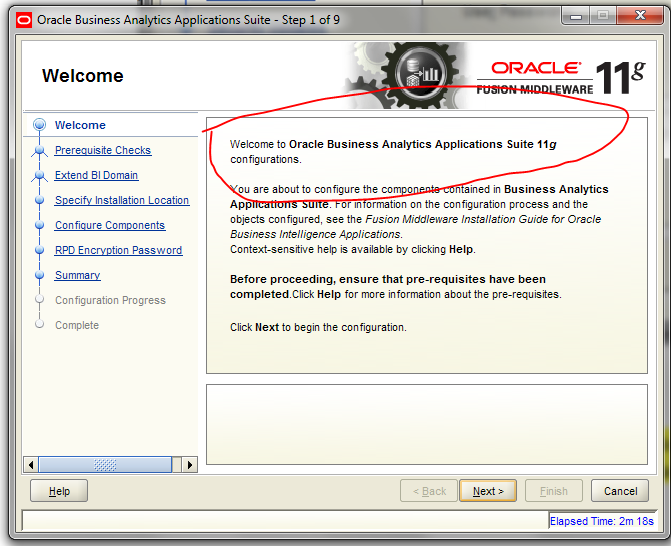 Oracle Business Analytics Applications Suite - Step 1 of 9
Welcome
ORACLE
FUSION MIDDLEWARE 11g
Welcome
Prerequisite Checks
Extend BI Domain
Specify Installation Location
Configure Components
RPD Encryption Password
Summary
Configuration Progress
Complete
Welcome to Oracle Business Analytics Applications Suite 11g
configurations.
You are about to configure the components contained in Business Analytics
Applications Suite. For information on the configuration process and the
objects configured, see the Fusion Middleware Installation Guide for Oracle
Business Intelligence Applications.
Context-sensitive help is available by clicking Help.
Before proceeding, ensure that pre-requisites have been
completed.Click Help for more information about the pre-requisites.
Click Next to begin the configuration.
Help
< Back
Next >
Finish
Cancel
Elapsed Time: 2m 18s